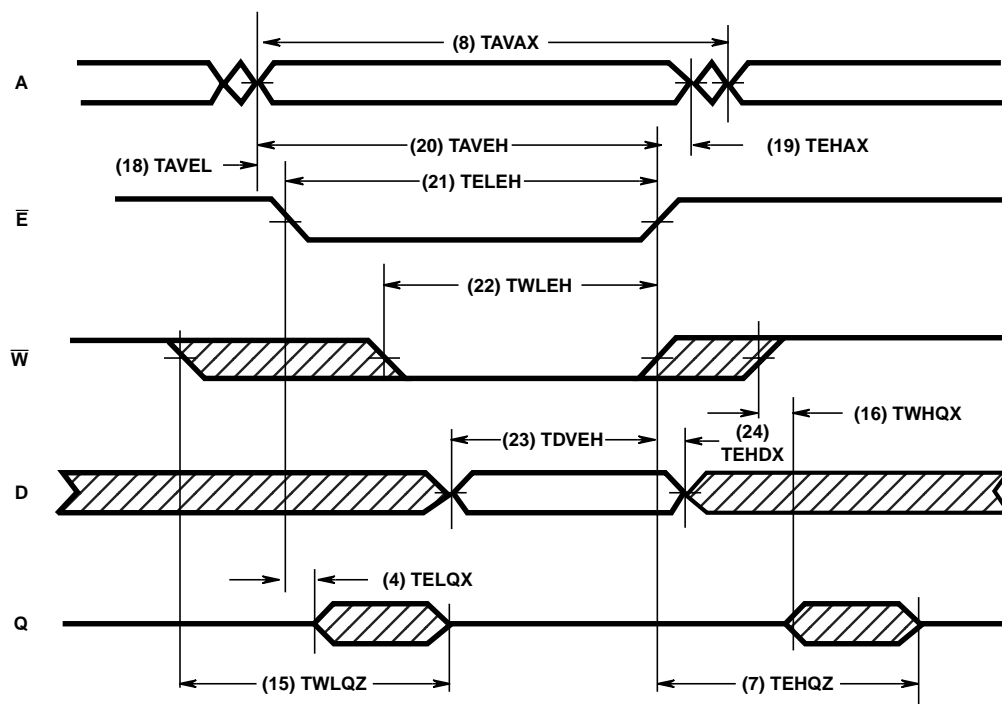 (8) TAVAX
A
(20) TAVEH
(19) TEHAX
(18) TAVEL
(21) TELEH
E̅
(22) TWLEH
W̅
(16) TWHQX
(23) TDVEH
(24)
TEHDX
D
(4) TELQX
Q
(15) TWLQZ
(7) TEHQZ